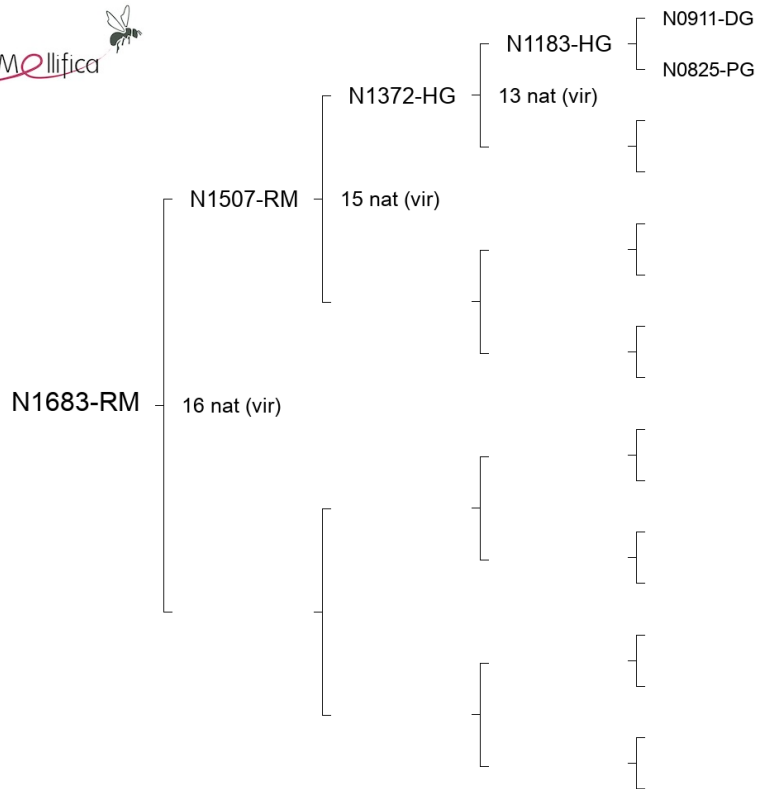 Mellifica
N0911-DG
N1183-HG
N0825-PG
N1372-HG
13 nat (vir)
N1507-RM
15 nat (vir)
N1683-RM
16 nat (vir)